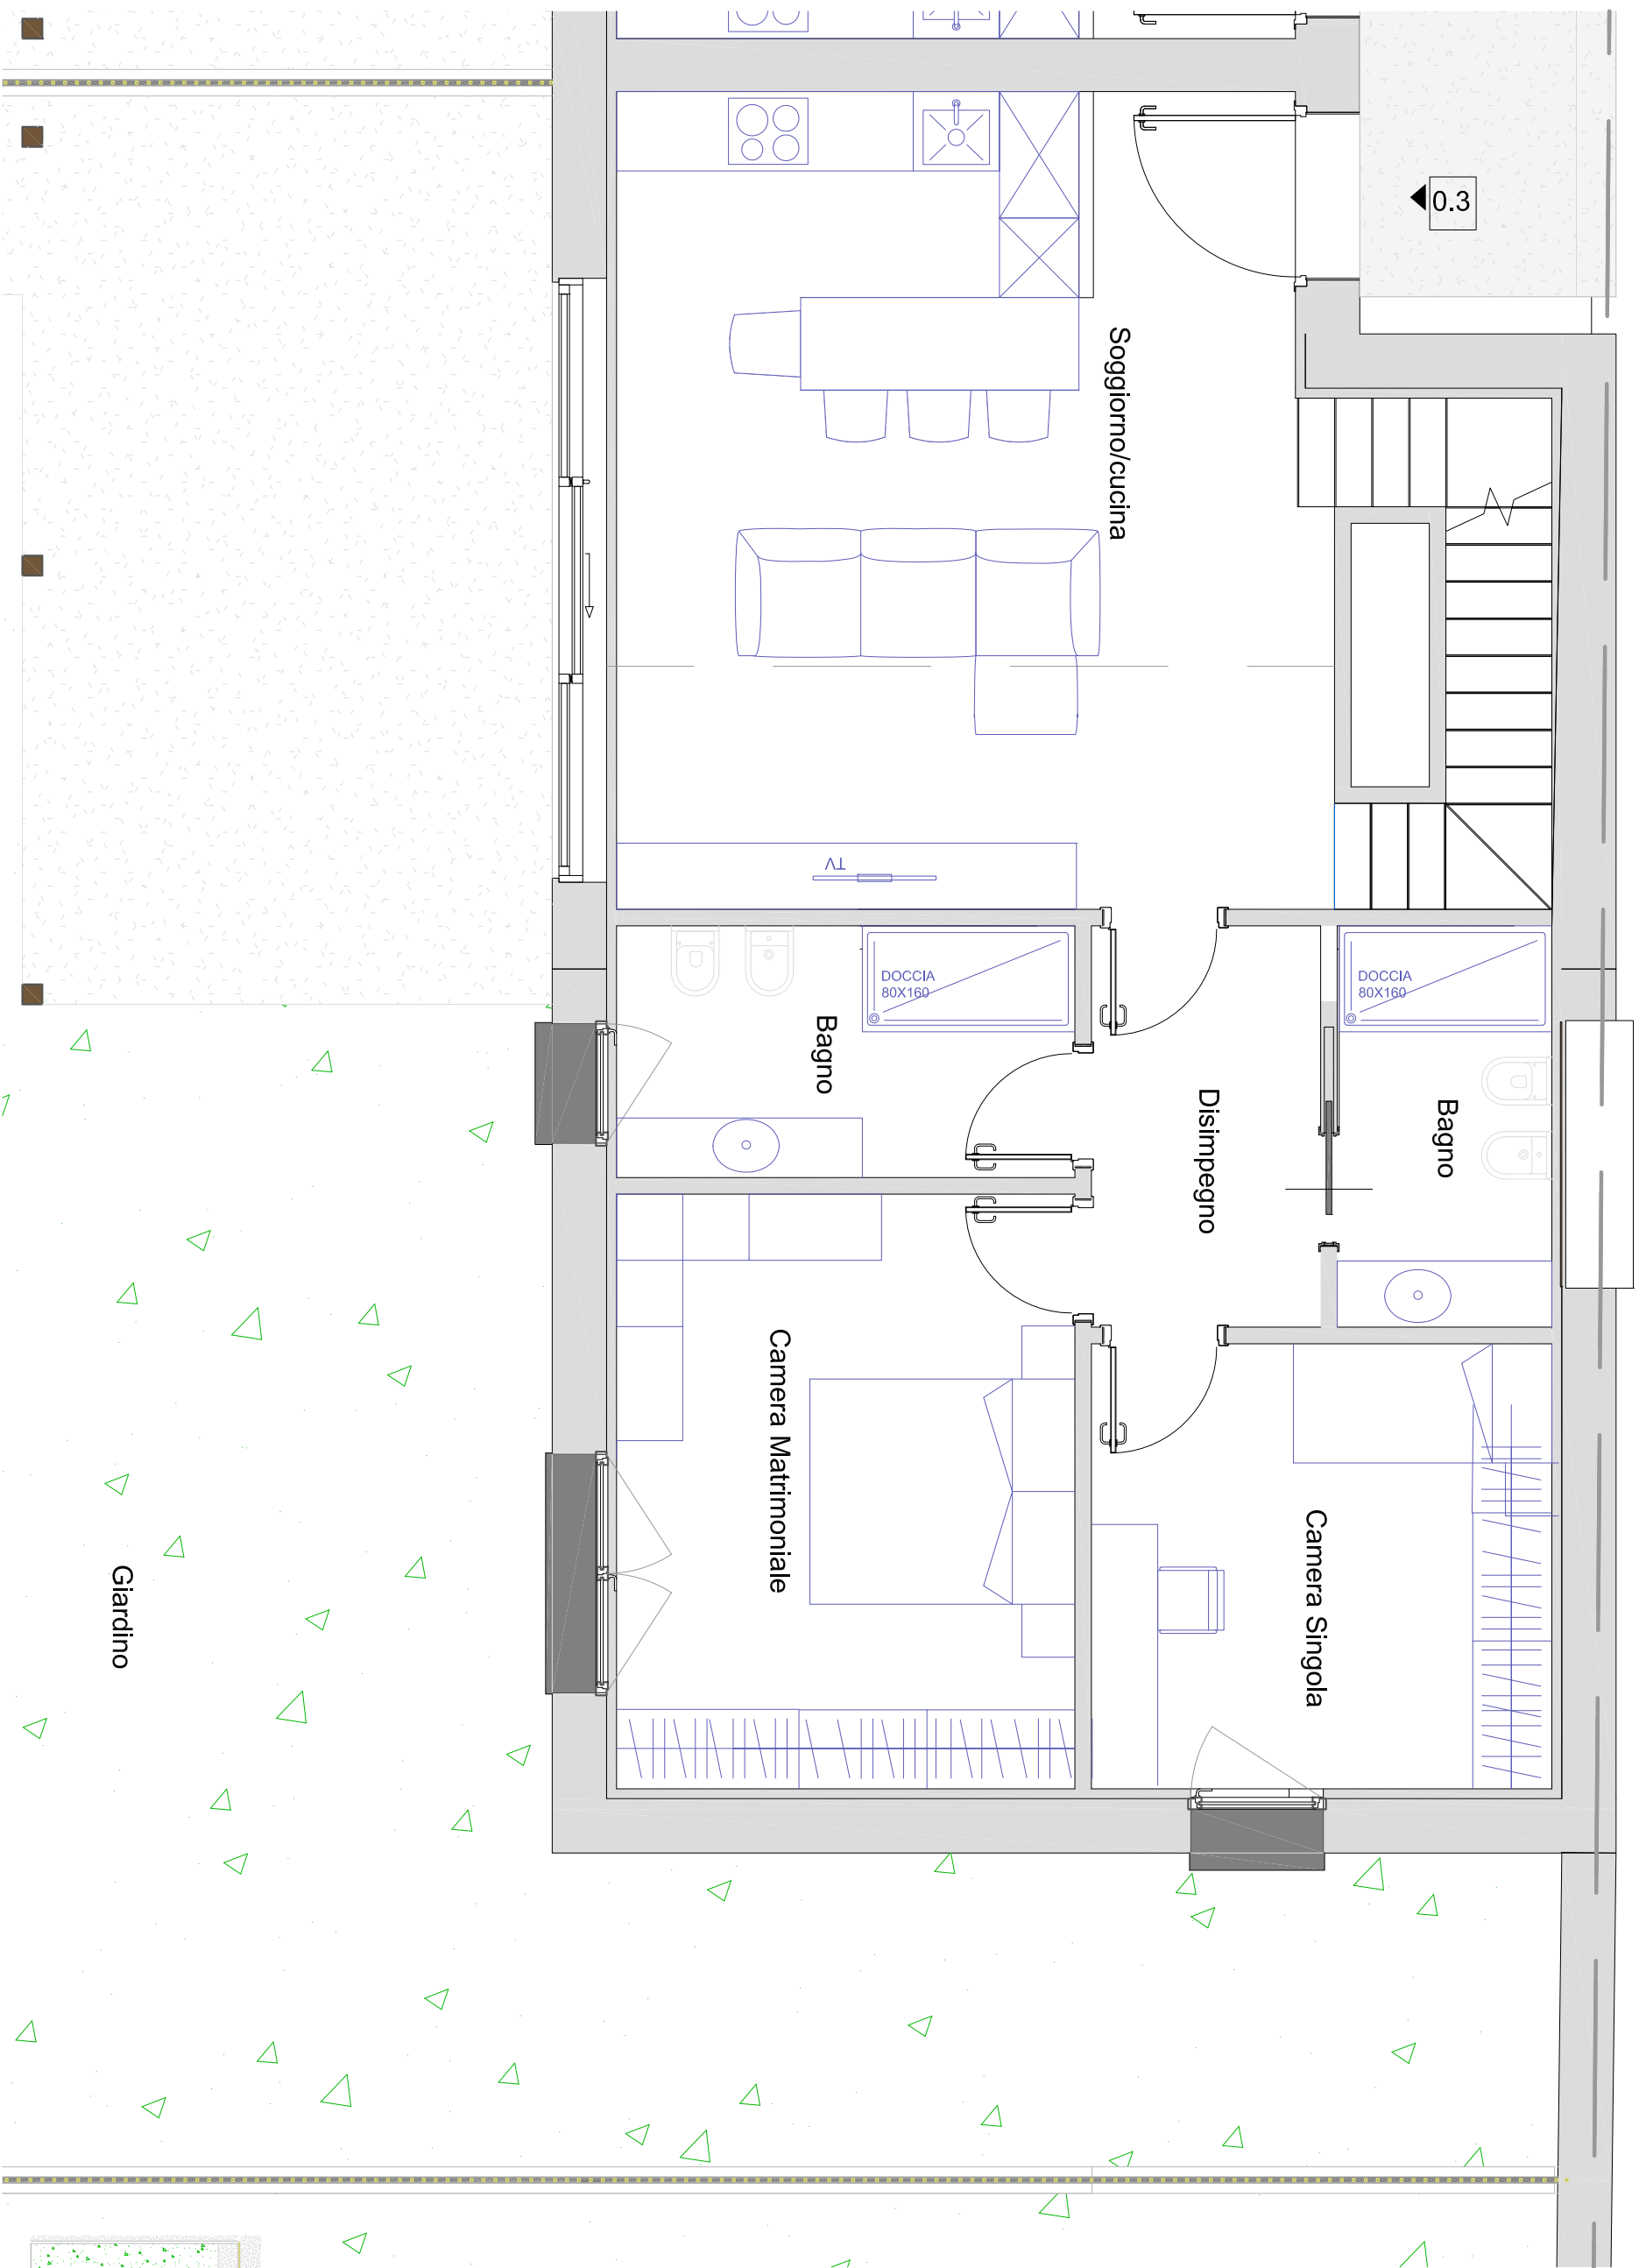 0.3
Soggiorno/cucina
TV
DOCCIA
80X160
DOCCIA
80X160
Bagno
Bagno
Disimpegno
Camera Matrimoniale
Camera Singola
Giardino